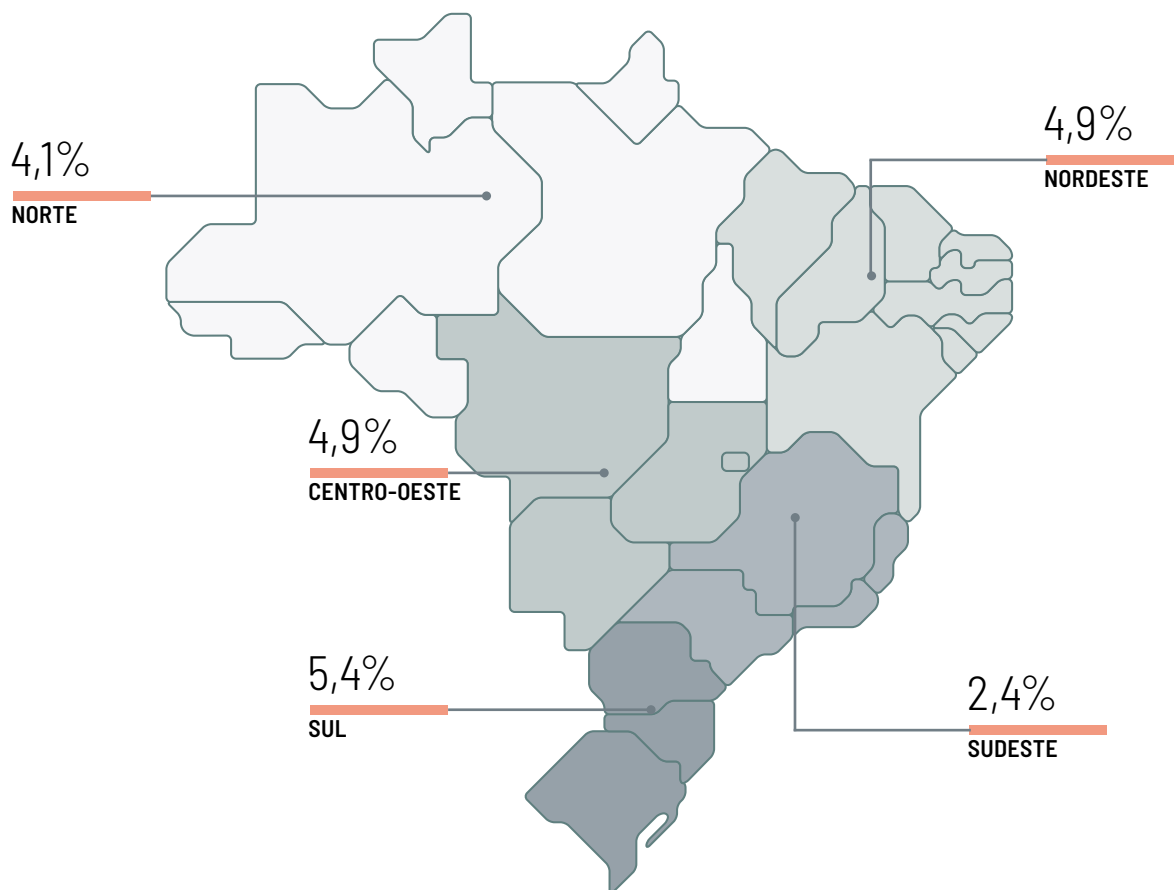 4,9%
NORDESTE
4,1%
NORTE
4,9%
CENTRO-OESTE
5,4%
SUL
2,4%
SUDESTE